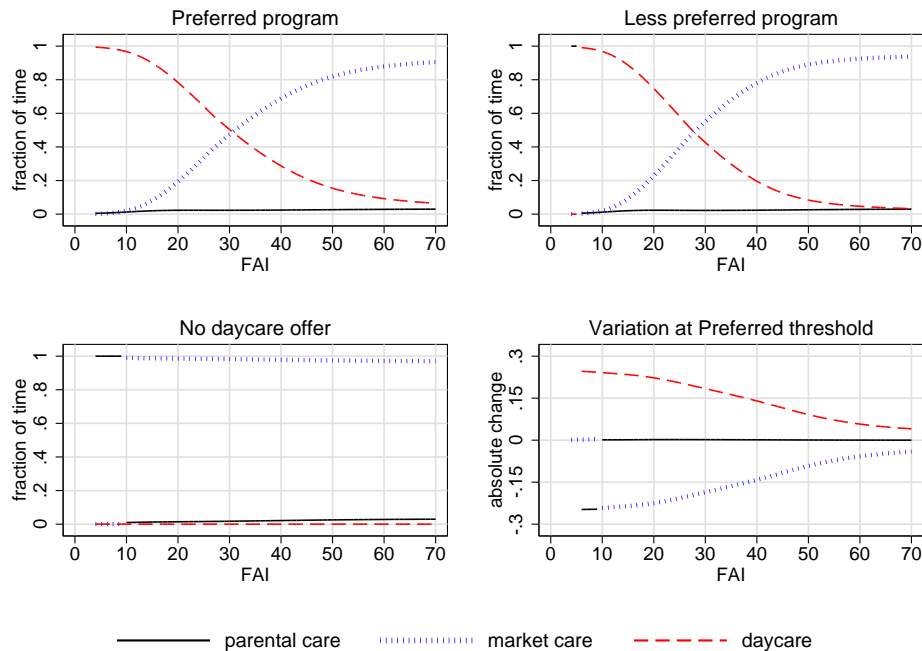 Preferred program
fraction of time
0 .2 .4 .6 .8 1
0 10 20 30 40 50 60 70
FAI
Less preferred program
fraction of time
0 .2 .4 .6 .8 1
0 10 20 30 40 50 60 70
FAI
No daycare offer
fraction of time
0 .2 .4 .6 .8 1
0 10 20 30 40 50 60 70
FAI
Variation at Preferred threshold
absolute change
-.3 -.15 0 .15 .3
0 10 20 30 40 50 60 70
FAI
parental care market care daycare